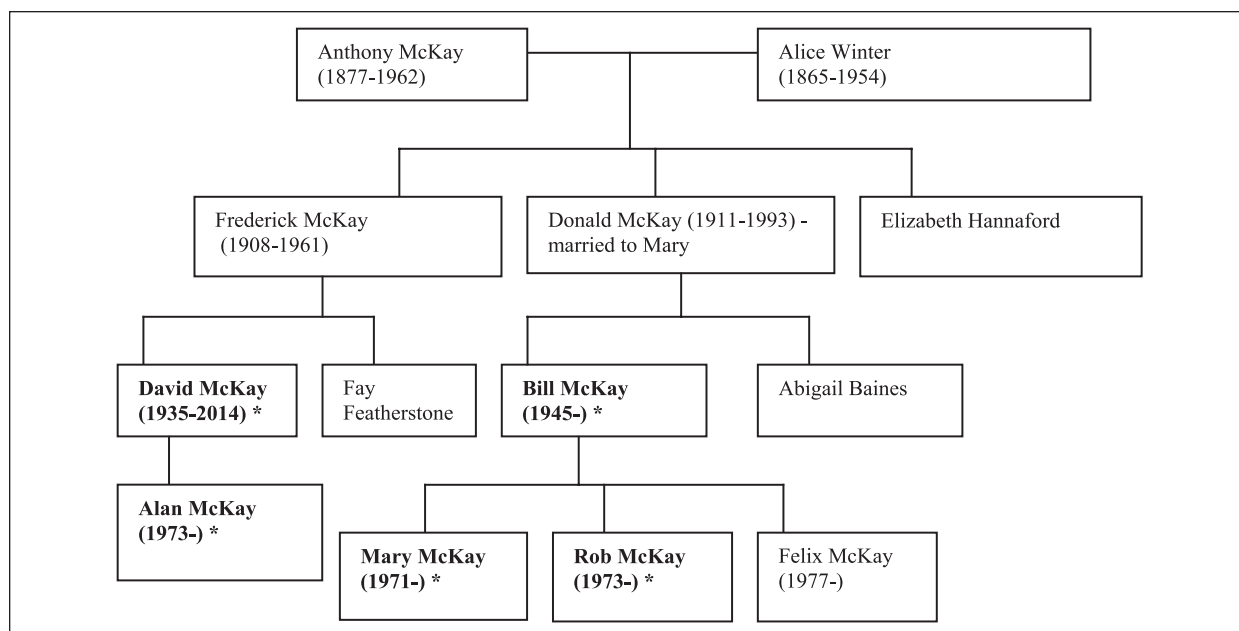 Anthony McKay
(1877-1962)
Alice Winter
(1865-1954)
Frederick McKay
(1908-1961)
Donald McKay (1911-1993) -
married to Mary
Elizabeth Hannaford
David McKay
(1935-2014) *
Fay
Featherstone
Bill McKay
(1945-) *
Abigail Baines
Alan McKay
(1973-) *
Mary McKay
(1971-) *
Rob McKay
(1973-) *
Felix McKay
(1977-)